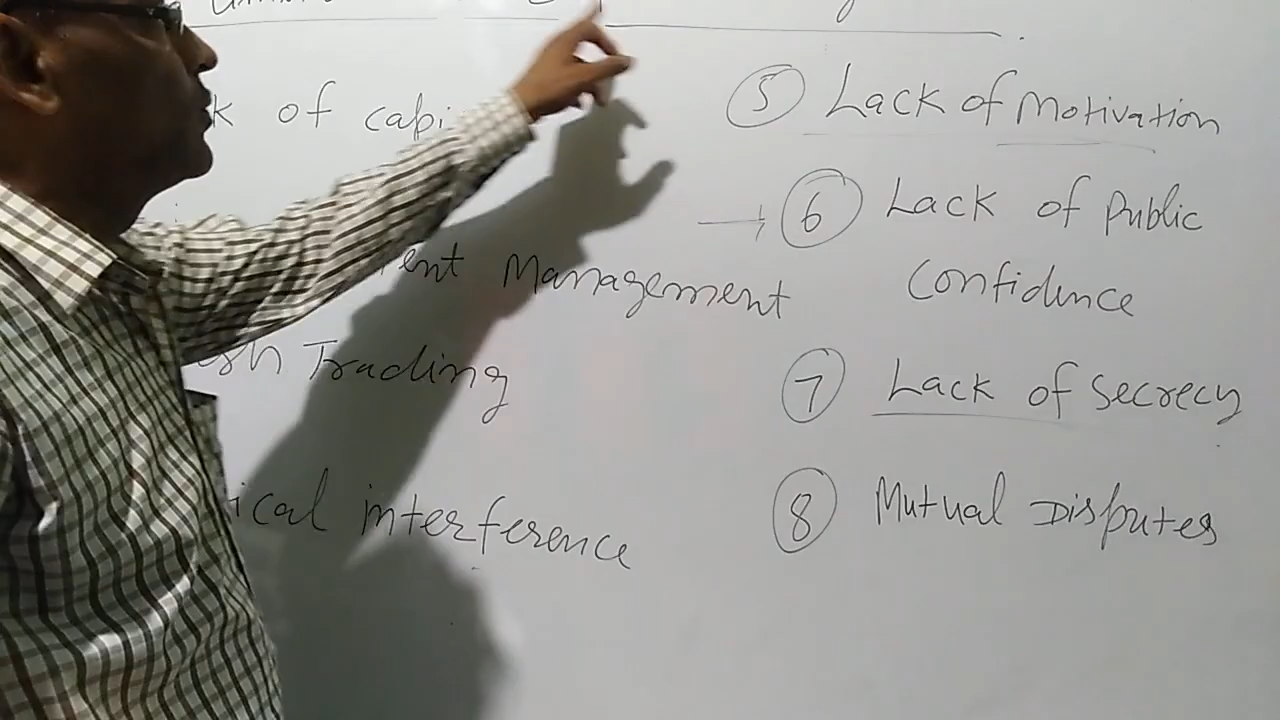 k of capi
ent Management
ish Trading
ical interference
5 Lack of Motivation
6 Lack of Public
Confidence
7 Lack of Secrecy
8 Mutual Disputes